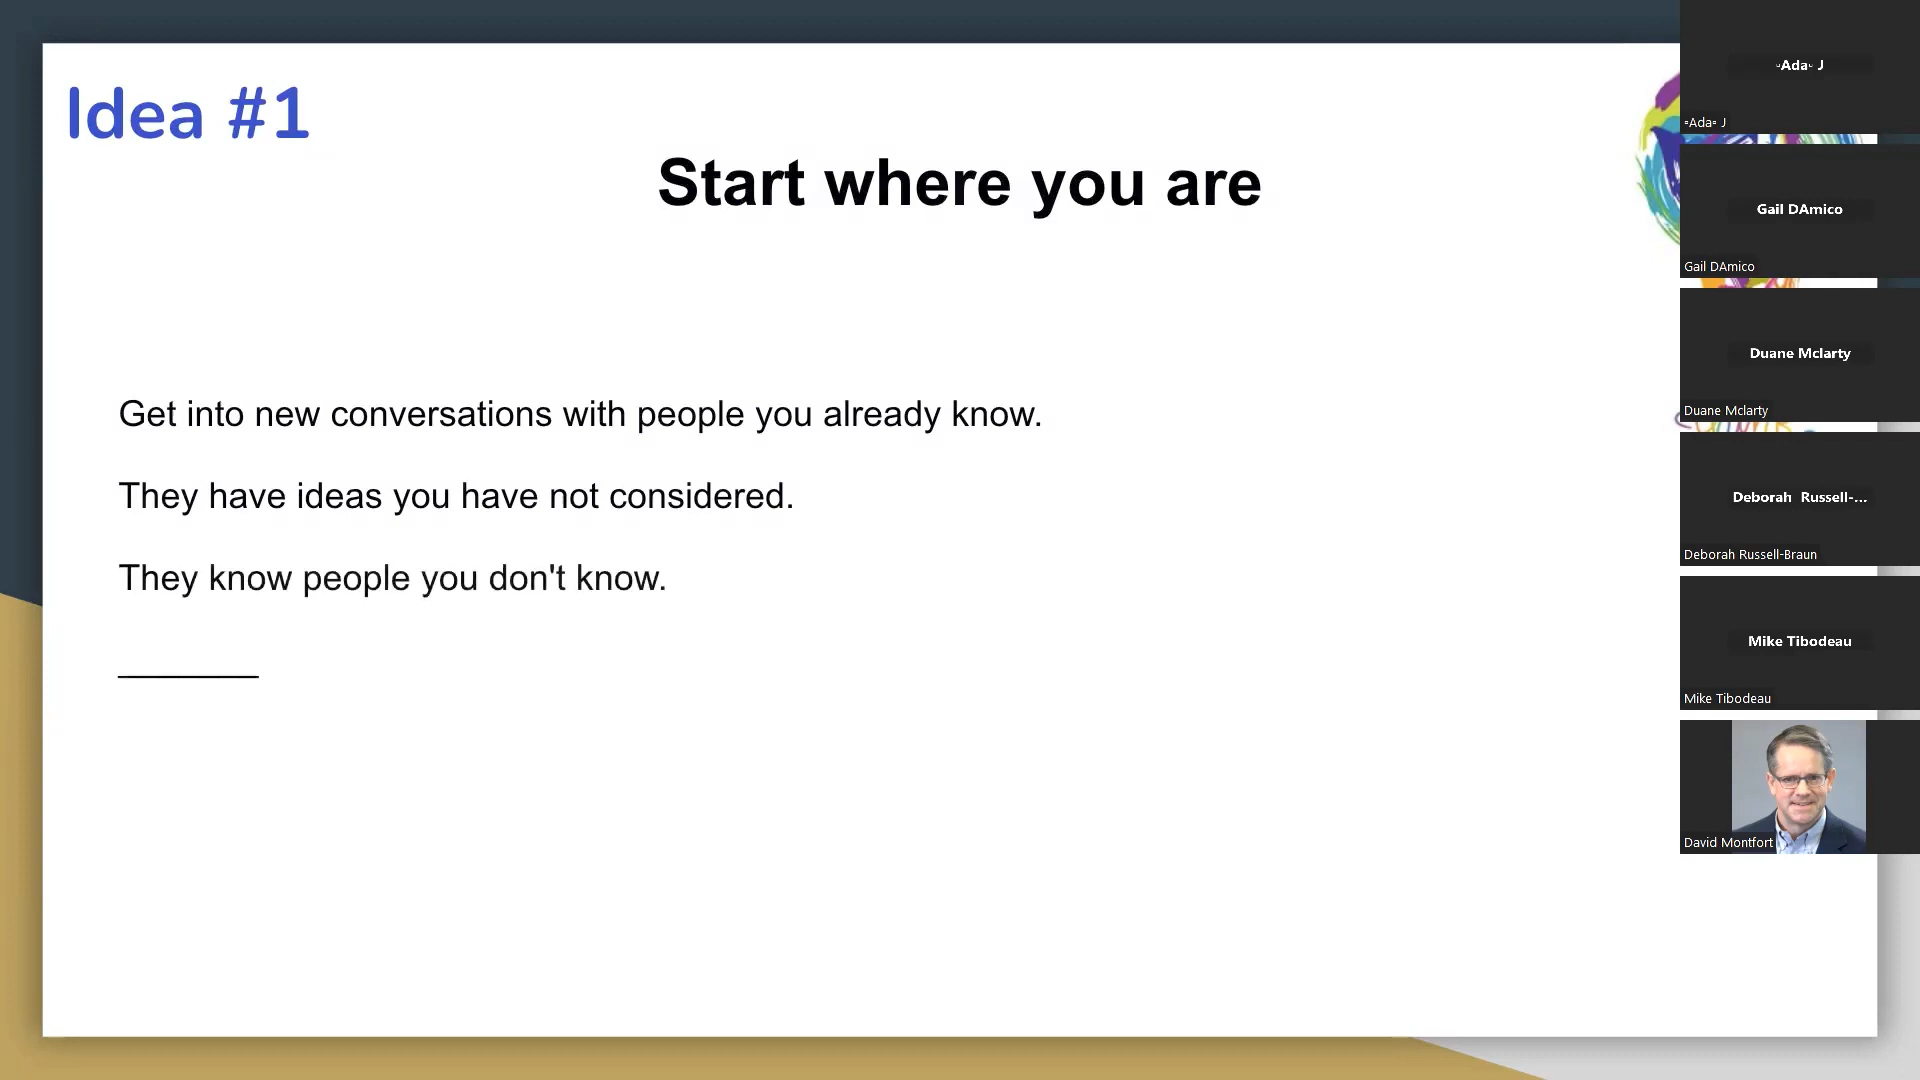 Idea #1
Start where you are
Get into new conversations with people you already know.
They have ideas you have not considered.
They know people you don't know.
▫Ada▫ J
▫Ada▫ J
Gail DAmico
Gail DAmico
Duane Mclarty
Duane Mclarty
Deborah Russell-...
Deborah Russell-Braun
Mike Tibodeau
Mike Tibodeau
David Montfort